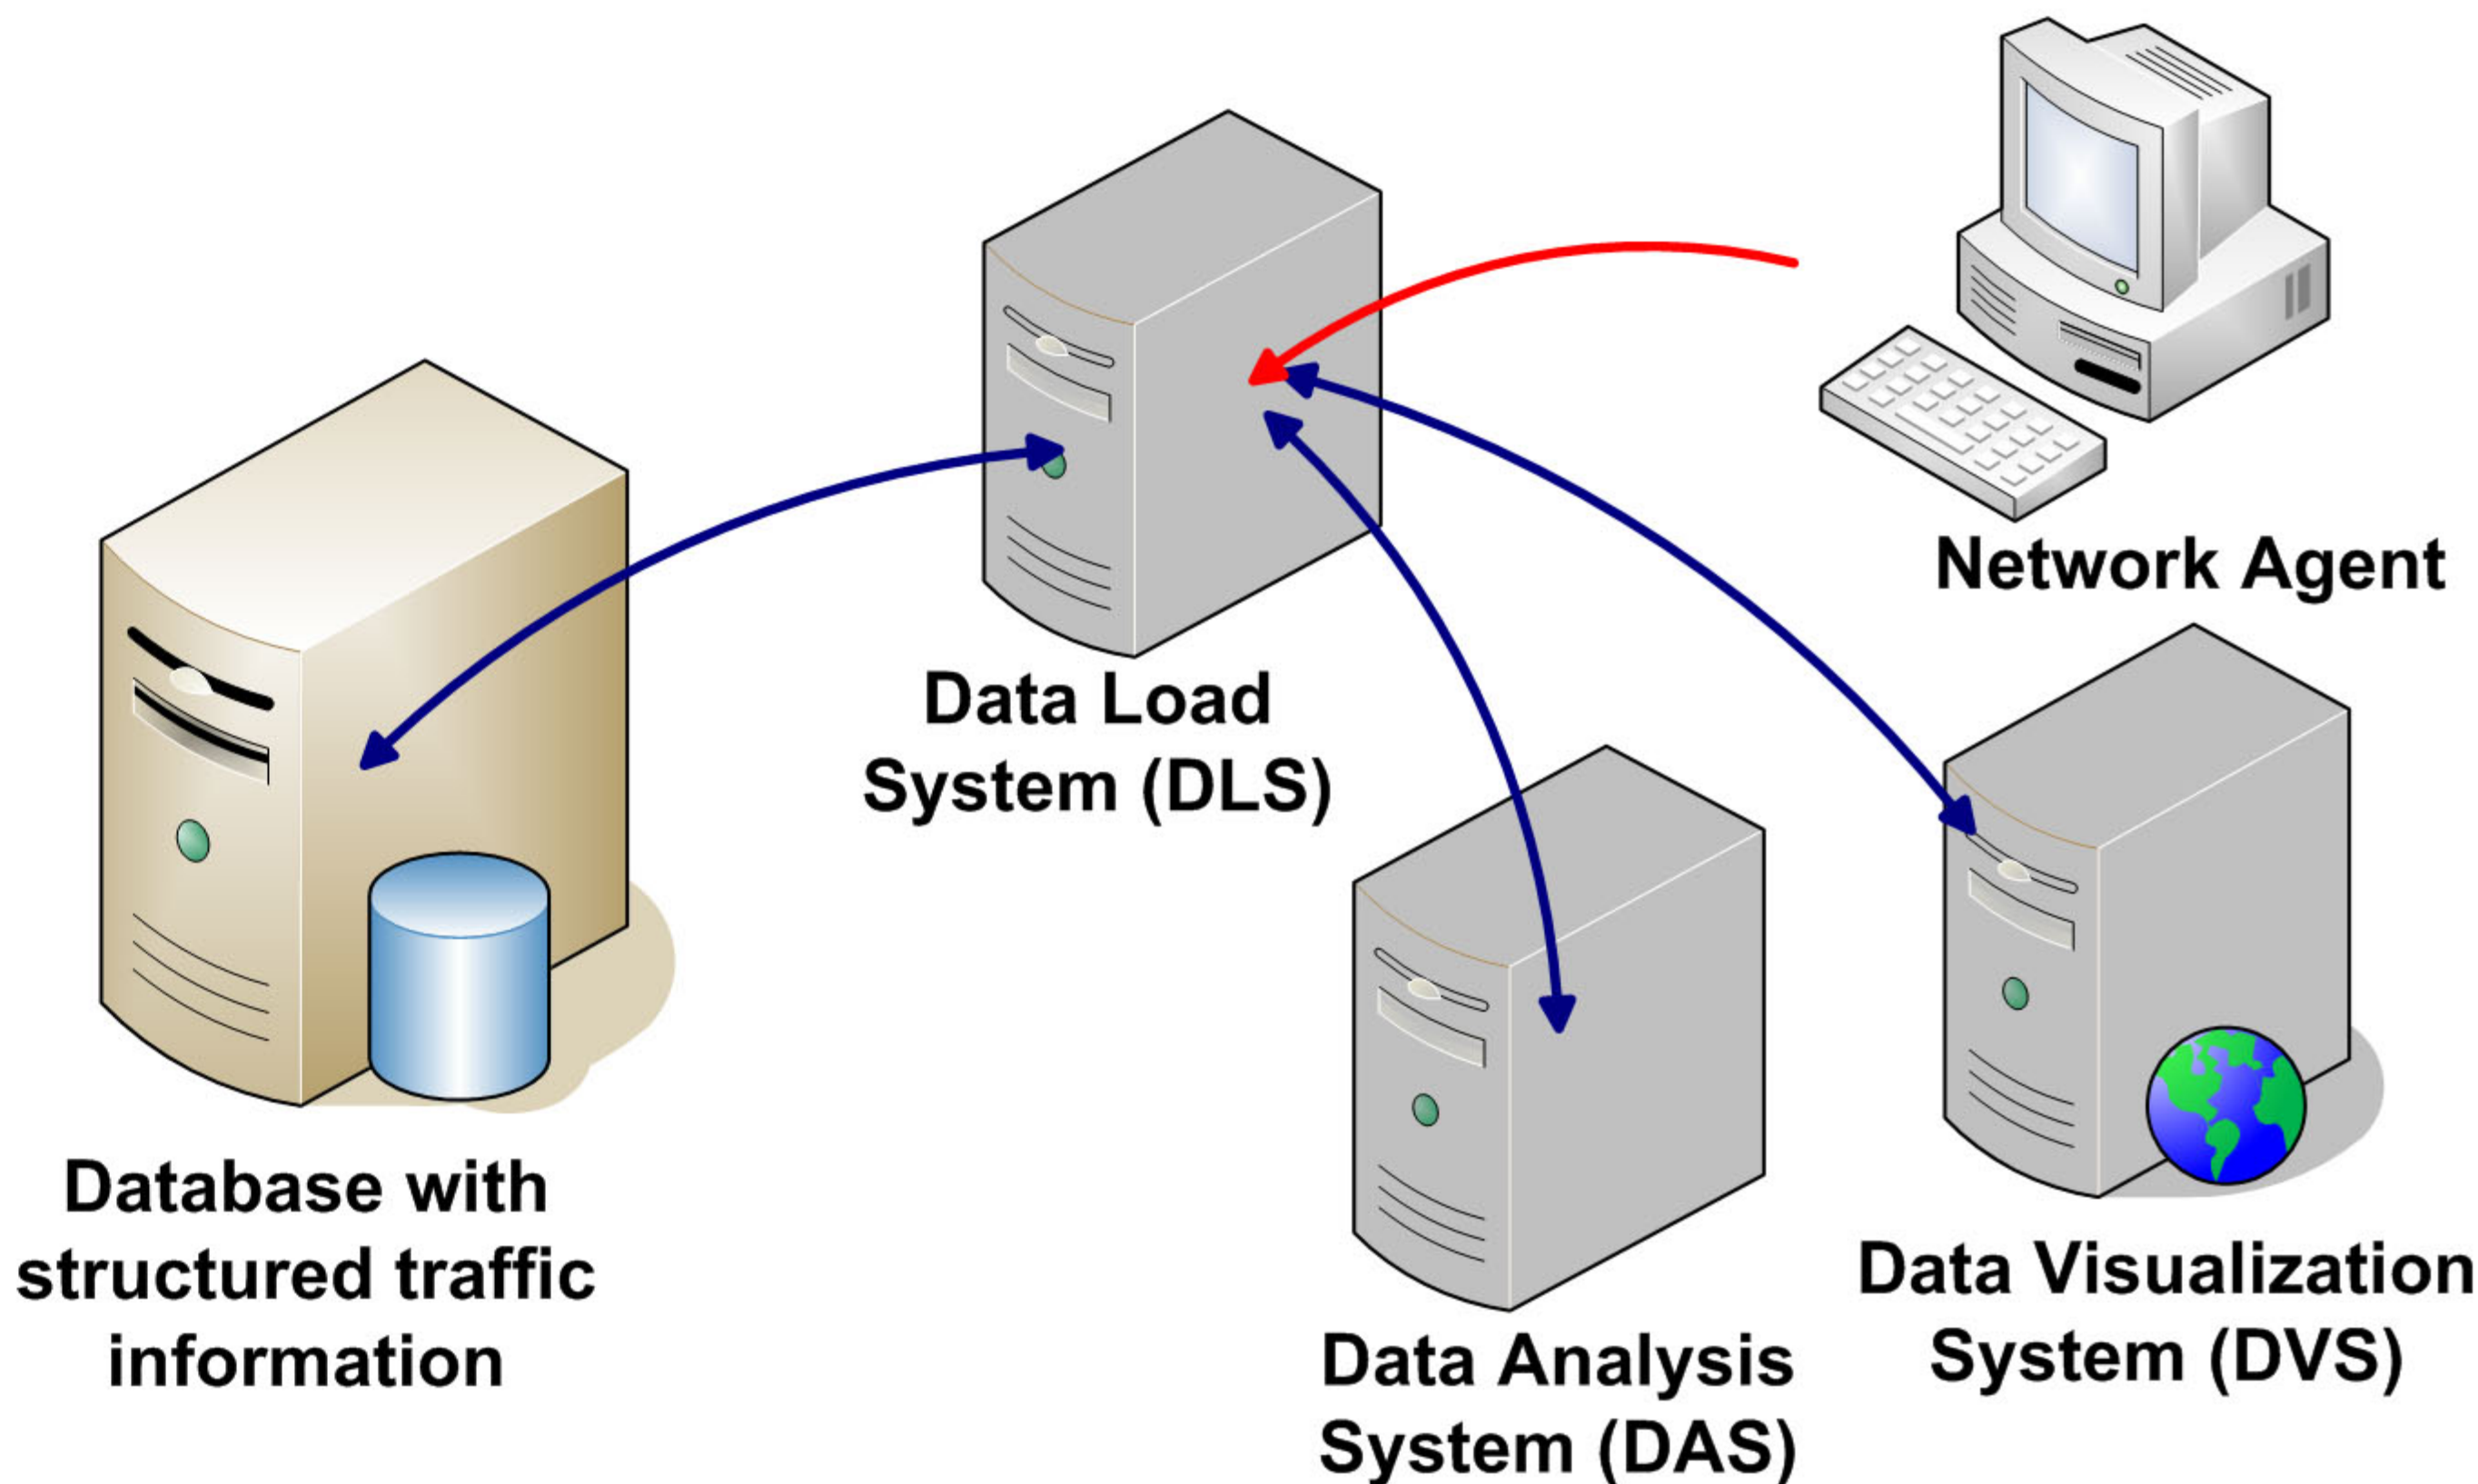 Network Agent
Data Load
System (DLS)
Database with
structured traffic
information
Data Analysis
System (DAS)
Data Visualization
System (DVS)